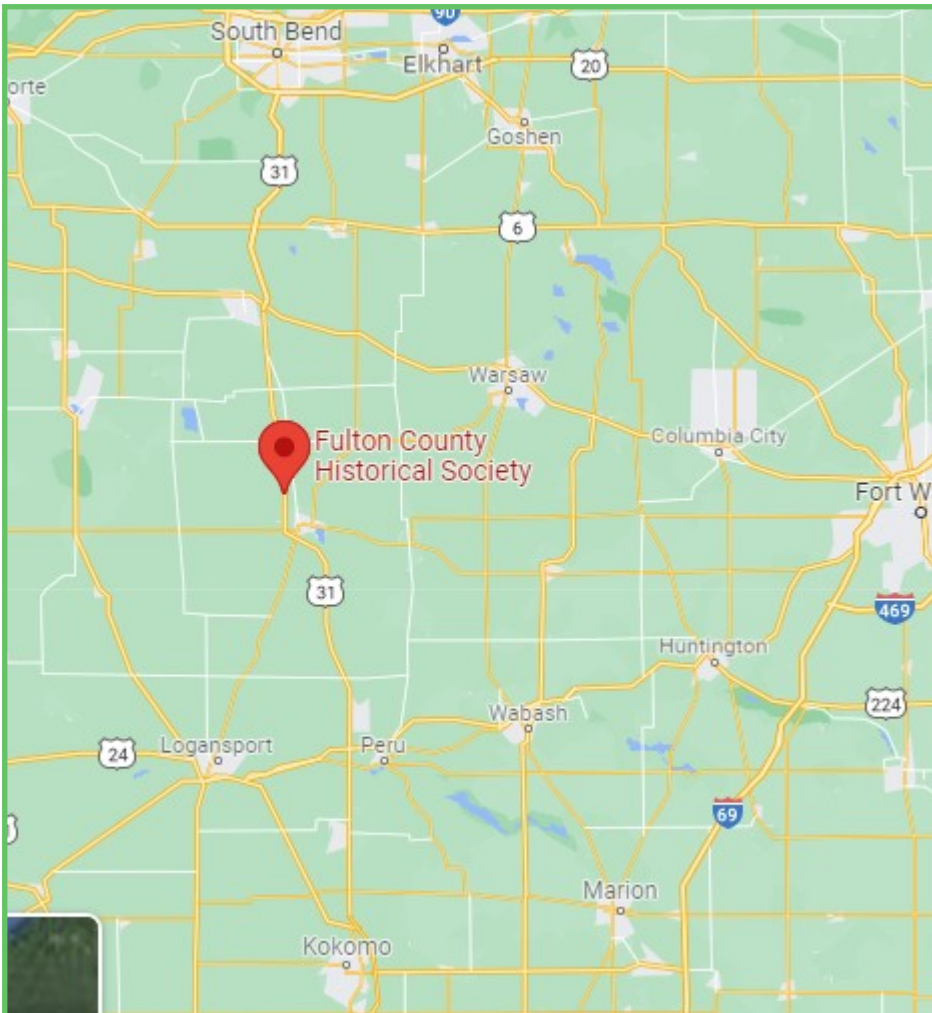 90
South Bend
Elkhart
20
orte
Goshen
31
6
Warsaw
Fulton County
Historical Society
Columbia City
Fort W
31
469
Huntington
224
Wabash
Logansport
Peru
24
69
Marion
Kokomo